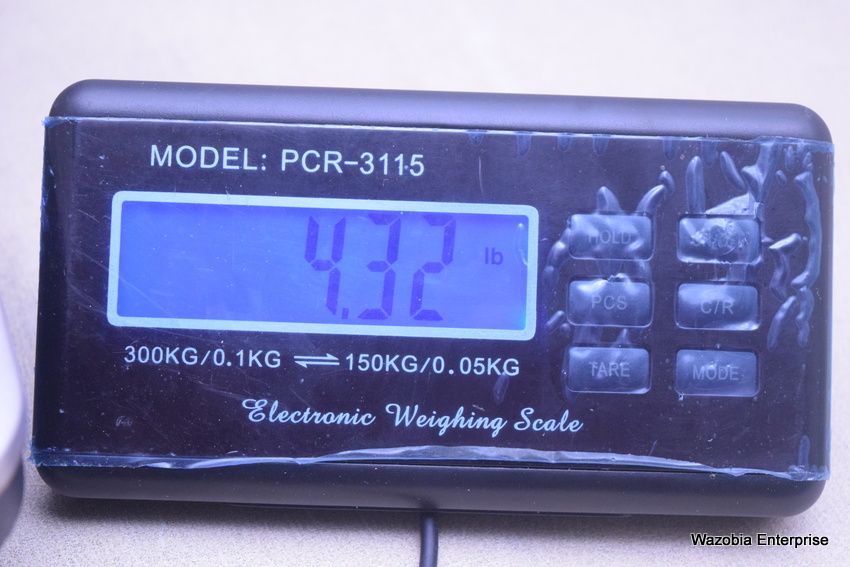 MODEL: PCR-3115
4.32 lb
300KG/0.1KG ⇌ 150KG/0.05KG
Electronic Weighing Scale
HOLD
PCS C/R
TARE MODE
Wazobia Enterprise